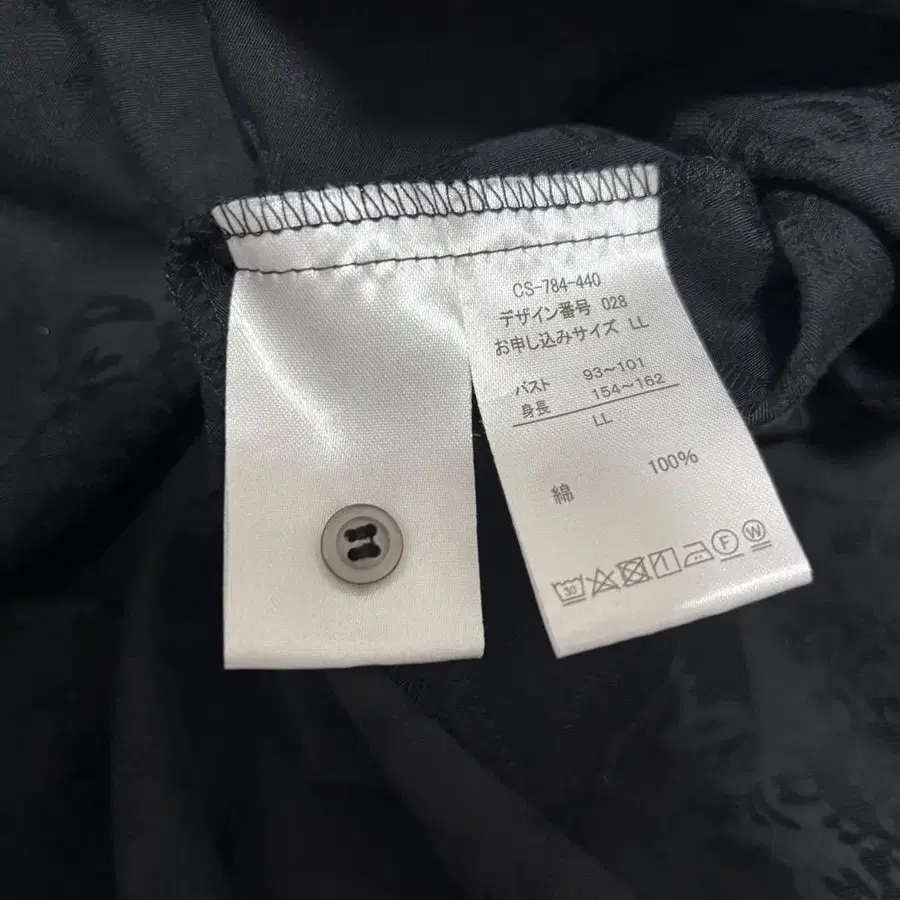 CS-784-440
デザイン番号 028
お申し込みサイズ LL
バスト 93~101
身長 154~162
LL
綿 100%
30
F W